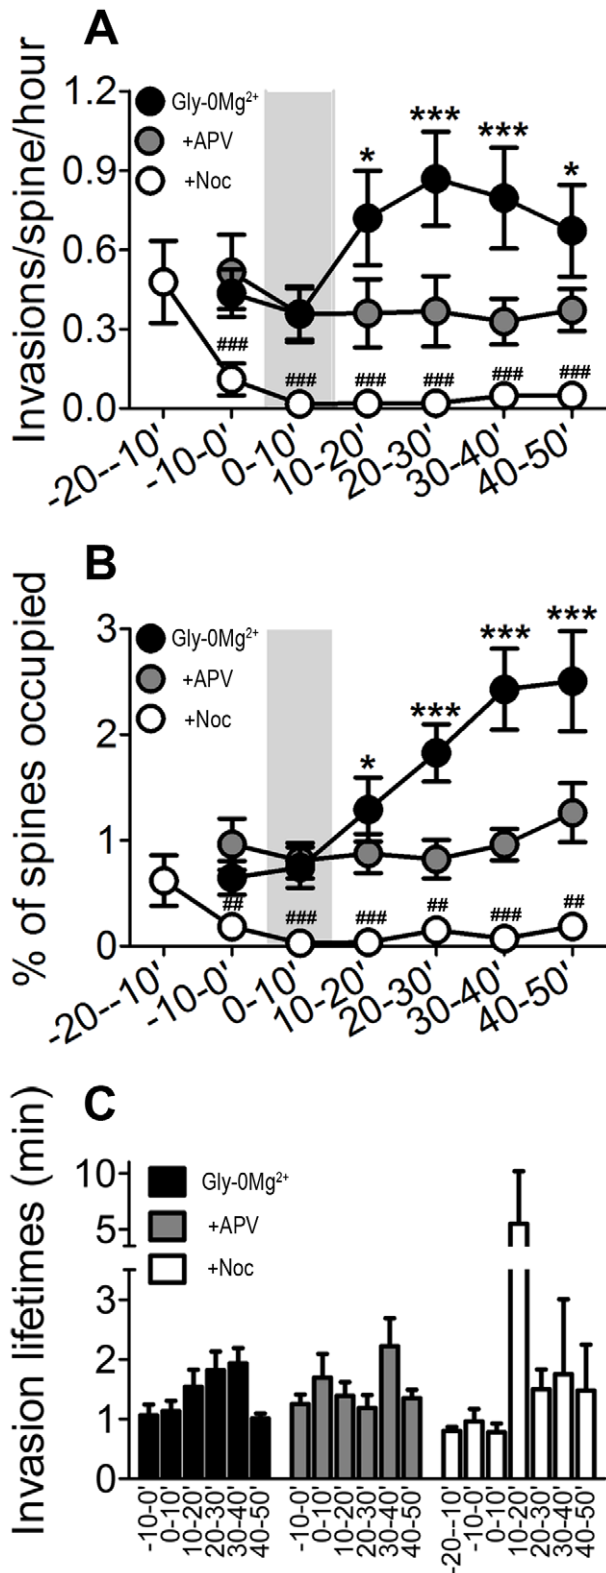 A
Invasions/spine/hour
1.2
0.9
0.6
0.3
0.0
Gly-0Mg²⁺
+APV
+Noc
* *** *** *
### ### ### ### ### ###
-20--10' -10-0' 0-10' 10-20' 20-30' 30-40' 40-50'
B
% of spines occupied
3
2
1
0
Gly-0Mg²⁺
+APV
+Noc
* *** *** ***
## ### ### ## ### ##
-20--10' -10-0' 0-10' 10-20' 20-30' 30-40' 40-50'
C
Invasion lifetimes (min)
10
5
3
2
1
0
Gly-0Mg²⁺
+APV
+Noc
-10-0' 0-10' 10-20' 20-30' 30-40' 40-50' -10-0' 0-10' 10-20' 20-30' 30-40' 40-50' -20--10' -10-0' 0-10' 10-20' 20-30' 30-40' 40-50'